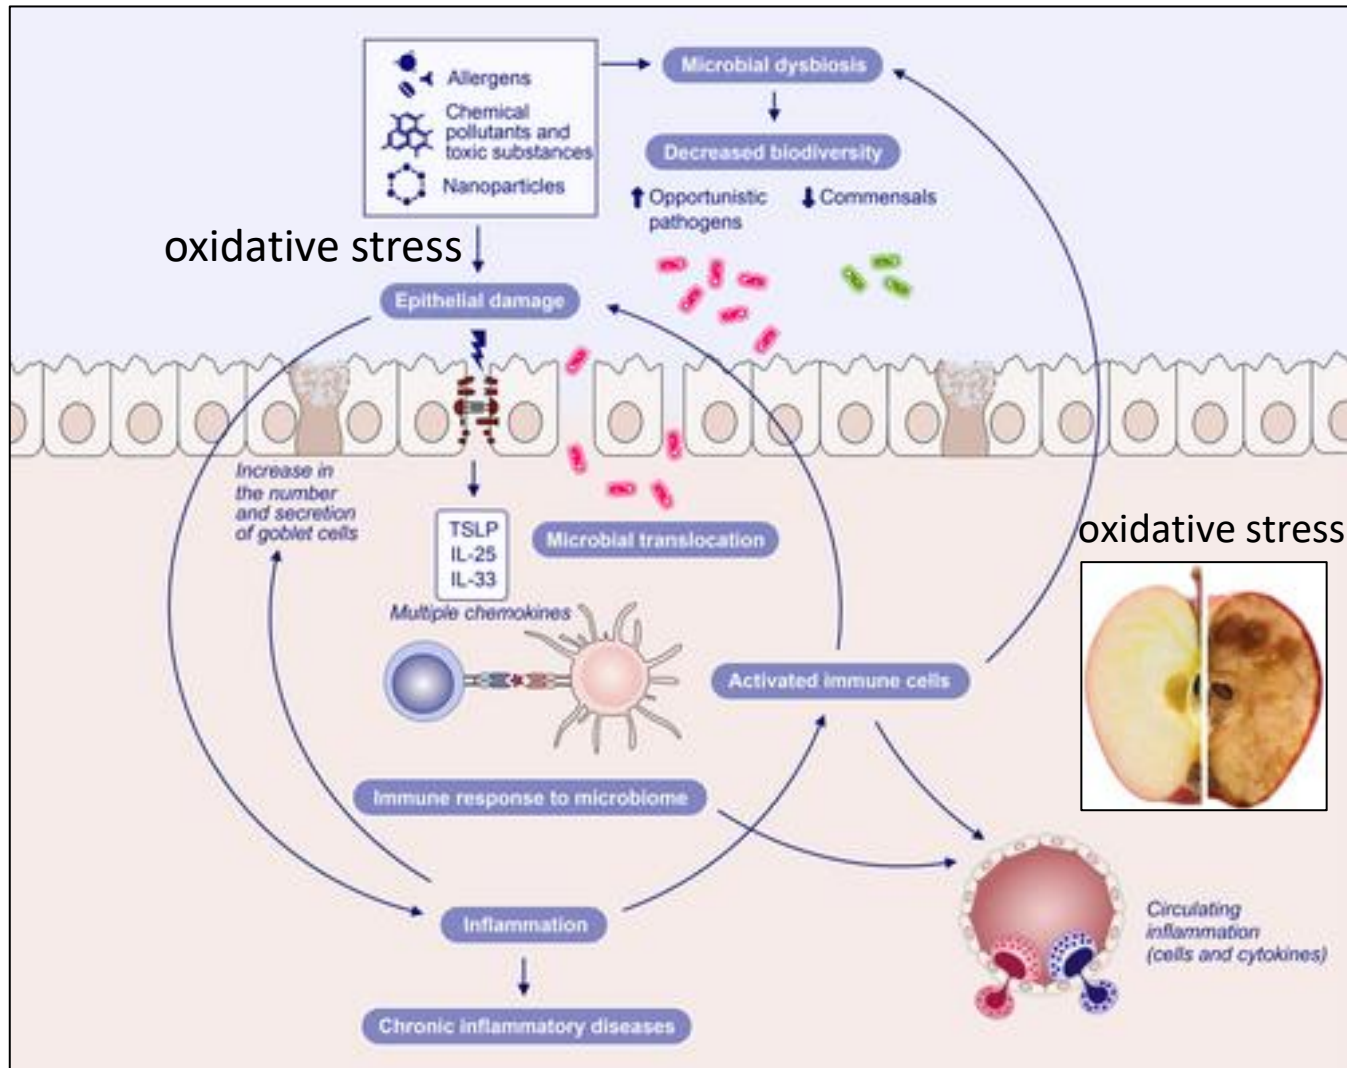 Allergens
Chemical
pollutants and
toxic substances
Nanoparticles
Microbial dysbiosis
Decreased biodiversity
Opportunistic
pathogens
Commensals
oxidative stress
Epithelial damage
Increase in
the number
and secretion
of goblet cells
TSLP
IL-25
IL-33
Multiple chemokines
Microbial translocation
oxidative stress
Activated immune cells
Immune response to microbiome
Inflammation
Circulating
inflammation
(cells and cytokines)
Chronic inflammatory diseases